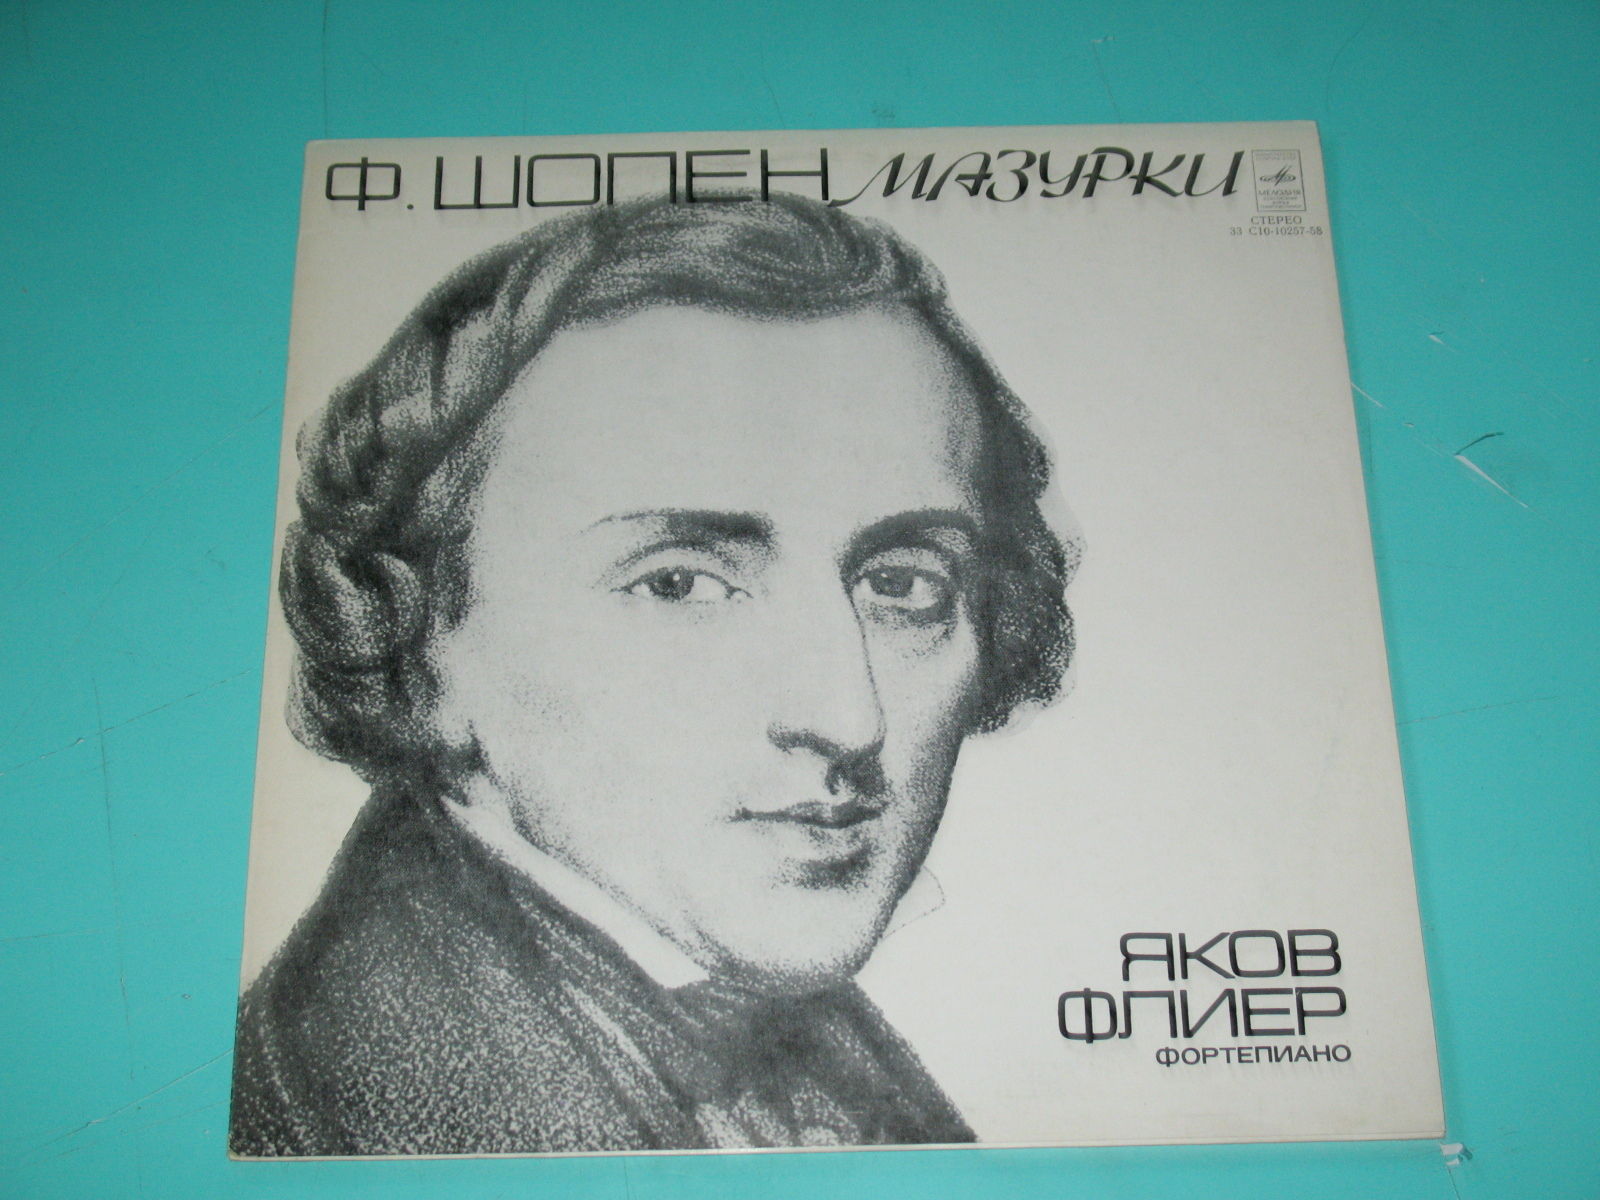 Ф. ШОПЕН МАЗУРКИ
МЕЛОДИЯ
СТЕРЕО
33 С10-10257-58
ЯКОВ
ФЛИЕР
ФОРТЕПИАНО